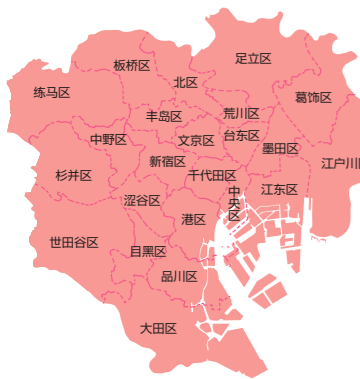 足立区
板桥区
北区
练马区
葛饰区
丰岛区
荒川区
中野区
文京区
台东区
墨田区
新宿区
江户川
杉并区
千代田区
江东区
涩谷区
中央区
港区
世田谷区
目黑区
品川区
大田区